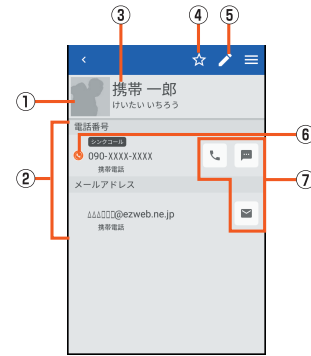 ③ ④ ⑤
携帯 一郎
けいたい いちろう
①
電話番号
シンクコール
⑥
090-XXXX-XXXX
携帯電話
②
⑦
メールアドレス
△△△□□□@ezweb.ne.jp
携帯電話